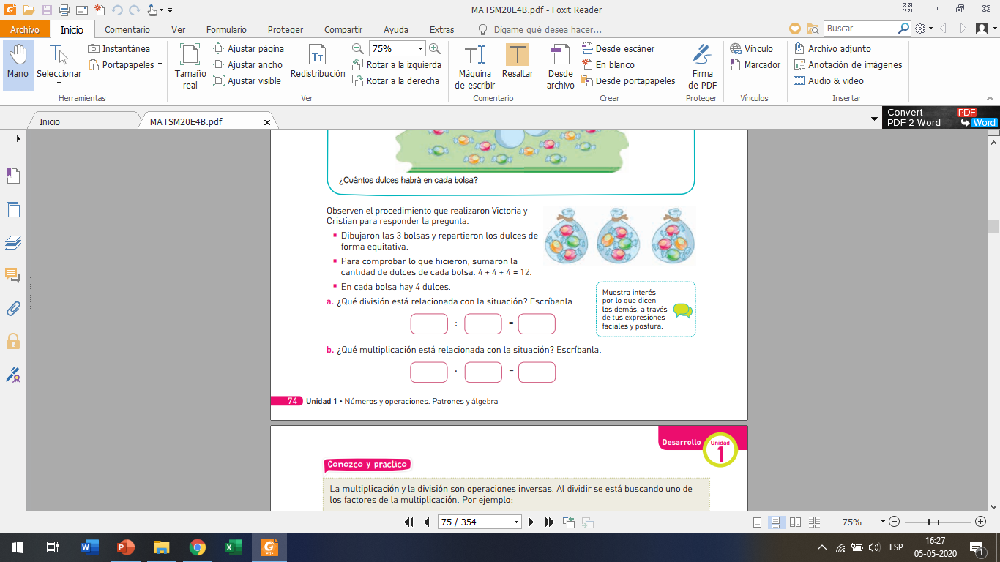 MATSM20E4B.pdf - Foxit Reader
Archivo Inicio Comentario Ver Formulario Proteger Compartir Ayuda Extras Dígame qué desea hacer... Buscar
Mano
Seleccionar
Instantánea
Portapapeles
Herramientas
Tamaño real
Ajustar página
Ajustar ancho
Ajustar visible
Redistribución
75%
Rotar a la izquierda
Rotar a la derecha
Ver
Máquina de escribir
Resaltar
Comentario
Desde archivo
Desde escáner
En blanco
Desde portapapeles
Crear
Firma de PDF
Proteger
Vínculo
Marcador
Vínculos
Archivo adjunto
Anotación de imágenes
Audio & video
Insertar
Inicio MATSM20E4B.pdf
Convert PDF
PDF 2 Word Word
¿Cuántos dulces habrá en cada bolsa?
Observen el procedimiento que realizaron Victoria y
Cristian para responder la pregunta.
Dibujaron las 3 bolsas y repartieron los dulces de
forma equitativa.
Para comprobar lo que hicieron, sumaron la
cantidad de dulces de cada bolsa. 4 + 4 + 4 = 12.
En cada bolsa hay 4 dulces.
a. ¿Qué división está relacionada con la situación? Escríbanla.
: =
Muestra interés
por lo que dicen
los demás, a través
de tus expresiones
faciales y postura.
b. ¿Qué multiplicación está relacionada con la situación? Escríbanla.
· =
74 Unidad 1 • Números y operaciones. Patrones y álgebra
Desarrollo Unidad 1
Conozco y practico
La multiplicación y la división son operaciones inversas. Al dividir se está buscando uno de
los factores de la multiplicación. Por ejemplo:
75 / 354
75%
ESP
16:27
05-05-2020
1